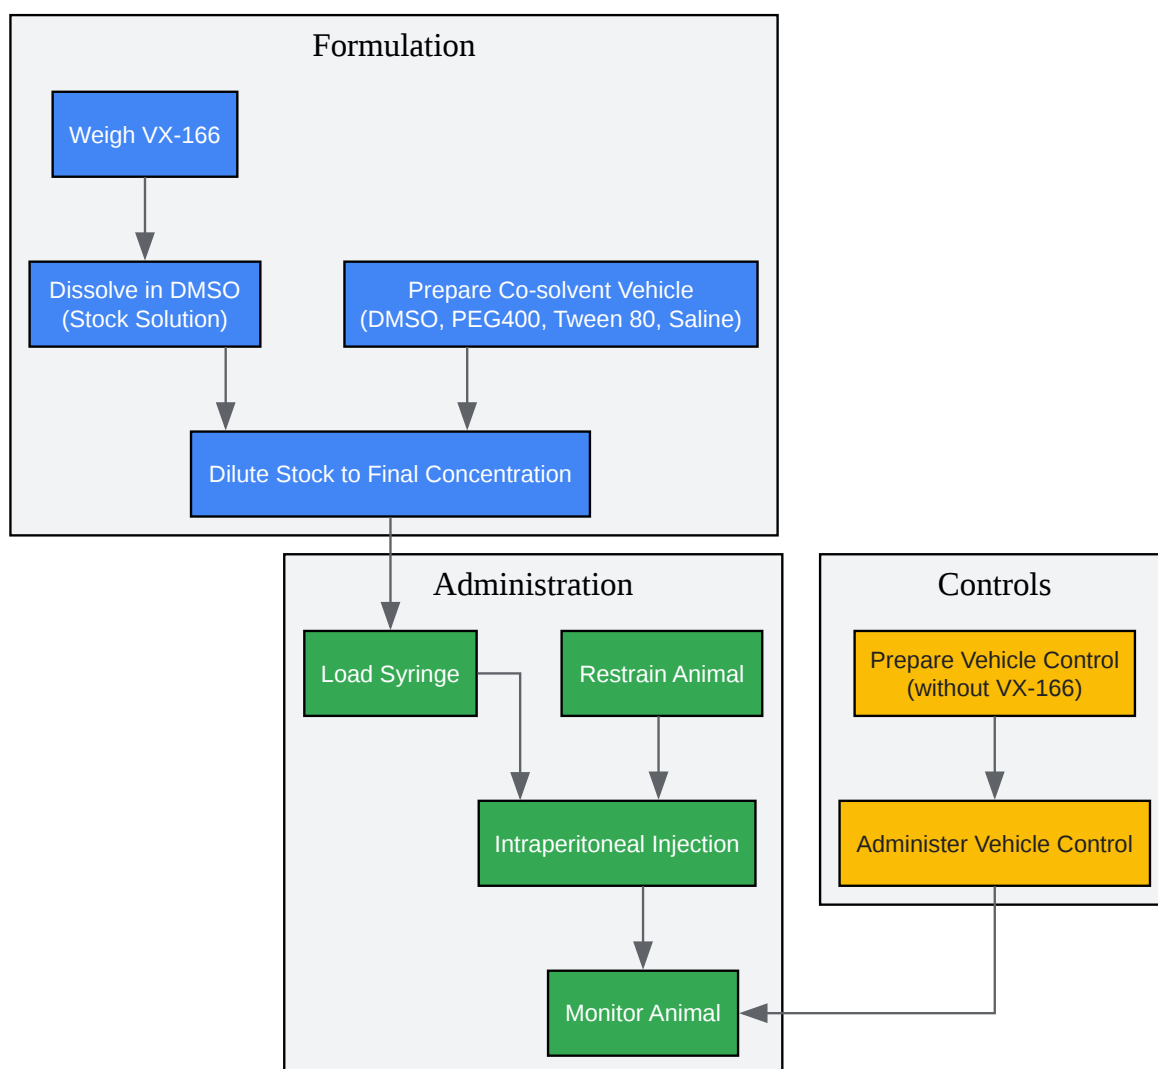 Formulation
Weigh VX-166
Dissolve in DMSO
(Stock Solution)
Prepare Co-solvent Vehicle
(DMSO, PEG400, Tween 80, Saline)
Dilute Stock to Final Concentration
Administration
Load Syringe
Restrain Animal
Intraperitoneal Injection
Monitor Animal
Controls
Prepare Vehicle Control
(without VX-166)
Administer Vehicle Control